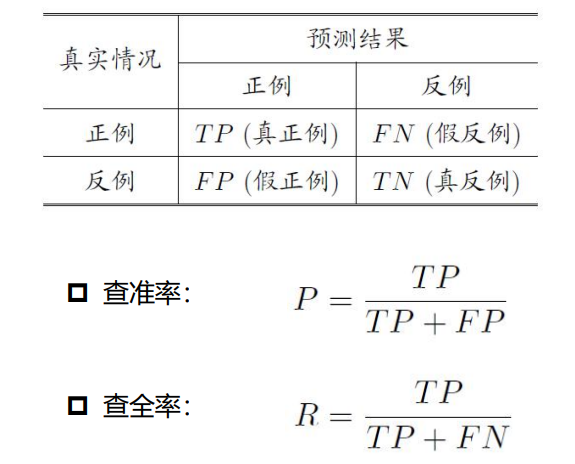 真实情况 预测结果
正例 反例
正例 TP (真正例) FN (假反例)
反例 FP (假正例) TN (真反例)
查准率： P = TP / (TP + FP)
查全率： R = TP / (TP + FN)